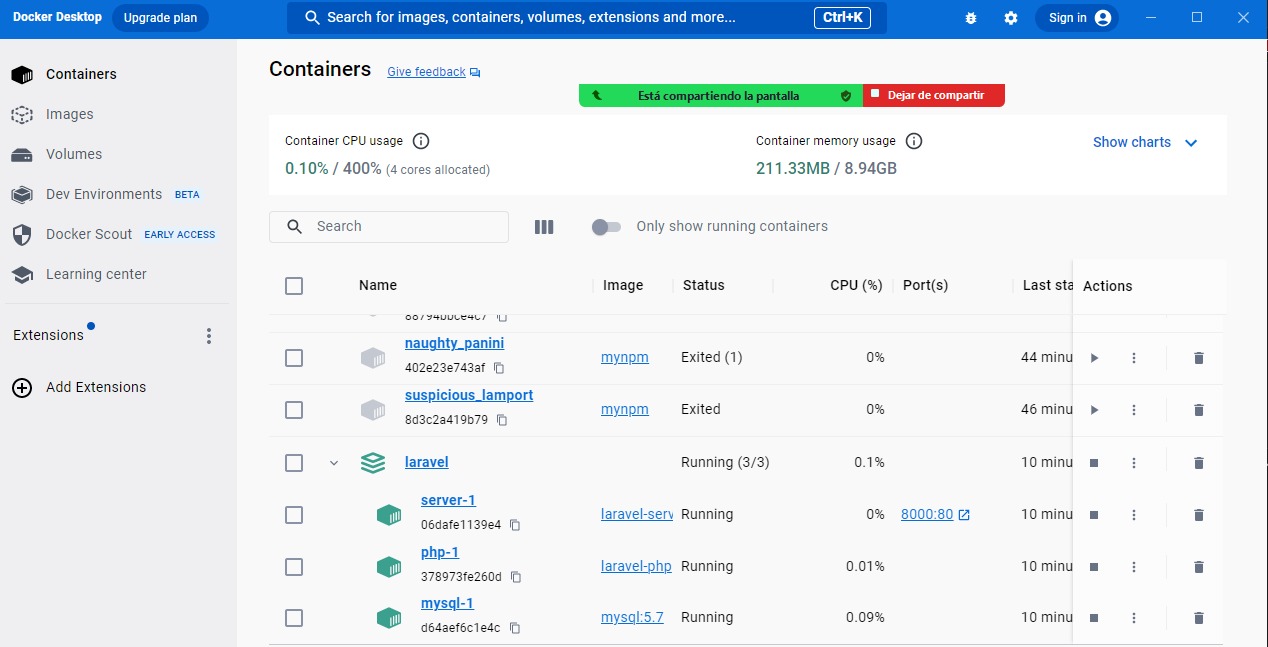 Docker Desktop Upgrade plan Search for images, containers, volumes, extensions and more... Ctrl+K Sign in
Containers
Images
Volumes
Dev Environments BETA
Docker Scout EARLY ACCESS
Learning center
Extensions
Add Extensions
Containers Give feedback
Está compartiendo la pantalla Dejar de compartir
Container CPU usage
0.10% / 400% (4 cores allocated)
Container memory usage
211.33MB / 8.94GB
Show charts
Search Only show running containers
Name Image Status CPU (%) Port(s) Last sta Actions
88794bbce4c7
naughty_panini
402e23e743af mynpm Exited (1) 0% 44 minu
suspicious_lamport
8d3c2a419b79 mynpm Exited 0% 46 minu
laravel Running (3/3) 0.1% 10 minu
server-1
06dafe1139e4 laravel-serv Running 0% 8000:80 10 minu
php-1
378973fe260d laravel-php Running 0.01% 10 minu
mysql-1
d64aef6c1e4c mysql:5.7 Running 0.09% 10 minu